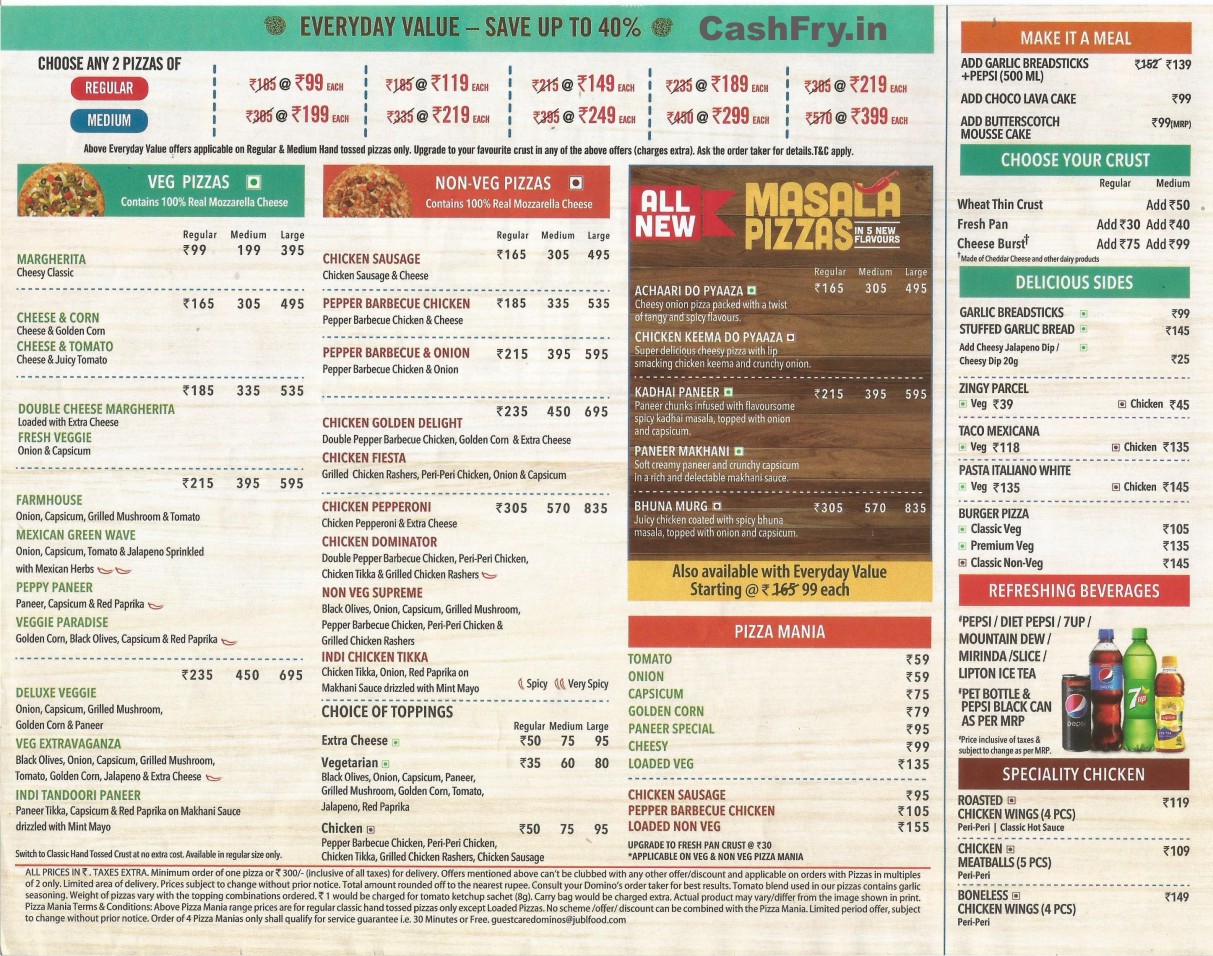 EVERYDAY VALUE – SAVE UP TO 40%
CashFry.in
CHOOSE ANY 2 PIZZAS OF
REGULAR
₹185 @ ₹99 EACH
₹185 @ ₹119 EACH
₹215 @ ₹149 EACH
₹235 @ ₹189 EACH
₹305 @ ₹219 EACH
MEDIUM
₹305 @ ₹199 EACH
₹335 @ ₹219 EACH
₹395 @ ₹249 EACH
₹450 @ ₹299 EACH
₹570 @ ₹399 EACH
Above Everyday Value offers applicable on Regular & Medium Hand tossed pizzas only. Upgrade to your favourite crust in any of the above offers (charges extra). Ask the order taker for details.T&C apply.
VEG PIZZAS
Contains 100% Real Mozzarella Cheese
Regular Medium Large
₹99 199 395
MARGHERITA
Cheesy Classic
₹165 305 495
CHEESE & CORN
Cheese & Golden Corn
CHEESE & TOMATO
Cheese & Juicy Tomato
₹185 335 535
DOUBLE CHEESE MARGHERITA
Loaded with Extra Cheese
FRESH VEGGIE
Onion & Capsicum
₹215 395 595
FARMHOUSE
Onion, Capsicum, Grilled Mushroom & Tomato
MEXICAN GREEN WAVE
Onion, Capsicum, Tomato & Jalapeno Sprinkled
with Mexican Herbs
PEPPY PANEER
Paneer, Capsicum & Red Paprika
VEGGIE PARADISE
Golden Corn, Black Olives, Capsicum & Red Paprika
₹235 450 695
DELUXE VEGGIE
Onion, Capsicum, Grilled Mushroom,
Golden Corn & Paneer
VEG EXTRAVAGANZA
Black Olives, Onion, Capsicum, Grilled Mushroom,
Tomato, Golden Corn, Jalapeno & Extra Cheese
INDI TANDOORI PANEER
Paneer Tikka, Capsicum & Red Paprika on Makhani Sauce
drizzled with Mint Mayo
Switch to Classic Hand Tossed Crust at no extra cost. Available in regular size only.
NON-VEG PIZZAS
Contains 100% Real Mozzarella Cheese
Regular Medium Large
CHICKEN SAUSAGE ₹165 305 495
Chicken Sausage & Cheese
PEPPER BARBECUE CHICKEN ₹185 335 535
Pepper Barbecue Chicken & Cheese
PEPPER BARBECUE & ONION ₹215 395 595
Pepper Barbecue Chicken & Onion
₹235 450 695
CHICKEN GOLDEN DELIGHT
Double Pepper Barbecue Chicken, Golden Corn & Extra Cheese
CHICKEN FIESTA
Grilled Chicken Rashers, Peri-Peri Chicken, Onion & Capsicum
CHICKEN PEPPERONI ₹305 570 835
Chicken Pepperoni & Extra Cheese
CHICKEN DOMINATOR
Double Pepper Barbecue Chicken, Peri-Peri Chicken,
Chicken Tikka & Grilled Chicken Rashers
NON VEG SUPREME
Black Olives, Onion, Capsicum, Grilled Mushroom,
Pepper Barbecue Chicken, Peri-Peri Chicken &
Grilled Chicken Rashers
INDI CHICKEN TIKKA
Chicken Tikka, Onion, Red Paprika on
Makhani Sauce drizzled with Mint Mayo
Spicy Very Spicy
CHOICE OF TOPPINGS
Regular Medium Large
Extra Cheese ₹50 75 95
Vegetarian ₹35 60 80
Black Olives, Onion, Capsicum, Paneer,
Grilled Mushroom, Golden Corn, Tomato,
Jalapeno, Red Paprika
Chicken ₹50 75 95
Pepper Barbecue Chicken, Peri-Peri Chicken,
Chicken Tikka, Grilled Chicken Rashers, Chicken Sausage
ALL NEW
MASALA PIZZAS
IN 5 NEW FLAVOURS
Regular Medium Large
ACHAARI DO PYAAZA ₹165 305 495
Cheesy onion pizza packed with a twist
of tangy and spicy flavours.
CHICKEN KEEMA DO PYAAZA
Super delicious cheesy pizza with lip
smacking chicken keema and crunchy onion.
KADHAI PANEER ₹215 395 595
Paneer chunks infused with flavoursome
spicy kadhai masala, topped with onion
and capsicum.
PANEER MAKHANI
Soft creamy paneer and crunchy capsicum
in a rich and delectable makhani sauce.
BHUNA MURG ₹305 570 835
Juicy chicken coated with spicy bhuna
masala, topped with onion and capsicum.
Also available with Everyday Value
Starting @ ₹ 165 99 each
PIZZA MANIA
TOMATO ₹59
ONION ₹59
CAPSICUM ₹75
GOLDEN CORN ₹79
PANEER SPECIAL ₹95
CHEESY ₹99
LOADED VEG ₹135
CHICKEN SAUSAGE ₹95
PEPPER BARBECUE CHICKEN ₹105
LOADED NON VEG ₹155
UPGRADE TO FRESH PAN CRUST @ ₹30
*APPLICABLE ON VEG & NON VEG PIZZA MANIA
MAKE IT A MEAL
ADD GARLIC BREADSTICKS ₹152 ₹139
+PEPSI (500 ML)
ADD CHOCO LAVA CAKE ₹99
ADD BUTTERSCOTCH ₹99(MRP)
MOUSSE CAKE
CHOOSE YOUR CRUST
Regular Medium
Wheat Thin Crust Add ₹50
Fresh Pan Add ₹30 Add ₹40
Cheese Burst† Add ₹75 Add ₹99
†Made of Cheddar Cheese and other dairy products
DELICIOUS SIDES
GARLIC BREADSTICKS ₹99
STUFFED GARLIC BREAD ₹145
Add Cheesy Jalapeno Dip /
Cheesy Dip 20g ₹25
ZINGY PARCEL
Veg ₹39 Chicken ₹45
TACO MEXICANA
Veg ₹118 Chicken ₹135
PASTA ITALIANO WHITE
Veg ₹135 Chicken ₹145
BURGER PIZZA
Classic Veg ₹105
Premium Veg ₹135
Classic Non-Veg ₹145
REFRESHING BEVERAGES
#PEPSI / DIET PEPSI / 7UP /
MOUNTAIN DEW /
MIRINDA /SLICE /
LIPTON ICE TEA
#PET BOTTLE &
PEPSI BLACK CAN
AS PER MRP
#Price inclusive of taxes &
subject to change as per MRP.
pepsi
7up
SPECIALITY CHICKEN
ROASTED ₹119
CHICKEN WINGS (4 PCS)
Peri-Peri | Classic Hot Sauce
CHICKEN ₹109
MEATBALLS (5 PCS)
Peri-Peri
BONELESS ₹149
CHICKEN WINGS (4 PCS)
Peri-Peri
ALL PRICES IN ₹ . TAXES EXTRA. Minimum order of one pizza or ₹ 300/- (inclusive of all taxes) for delivery. Offers mentioned above can't be clubbed with any other offer/discount and applicable on orders with Pizzas in multiples
of 2 only. Limited area of delivery. Prices subject to change without prior notice. Total amount rounded off to the nearest rupee. Consult your Domino's order taker for best results. Tomato blend used in our pizzas contains garlic
seasoning. Weight of pizzas vary with the topping combinations ordered. ₹ 1 would be charged for tomato ketchup sachet (8g). Carry bag would be charged extra. Actual product may vary/differ from the image shown in print.
Pizza Mania Terms & Conditions: Above Pizza Mania range prices are for regular classic hand tossed pizzas only except Loaded Pizzas. No scheme /offer/ discount can be combined with the Pizza Mania. Limited period offer, subject
to change without prior notice. Order of 4 Pizza Manias only shall qualify for service guarantee i.e. 30 Minutes or Free. guestcaredominos@jublfood.com